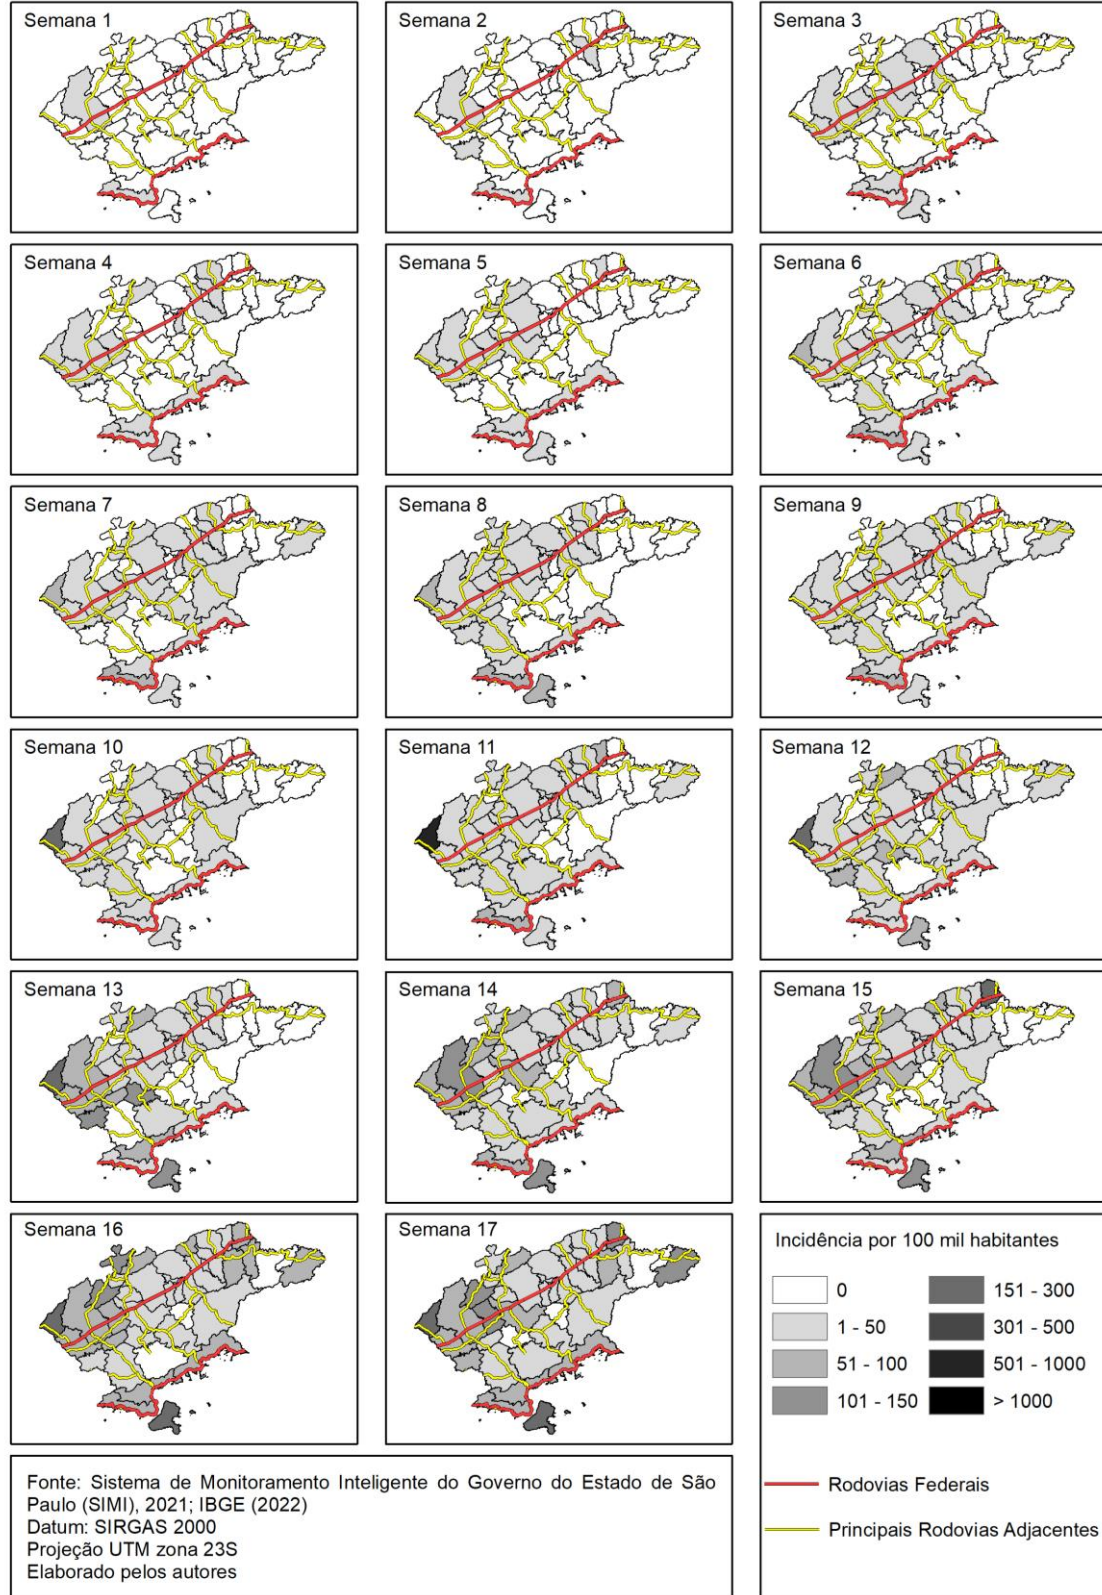 Semana 1
Semana 2
Semana 3
Semana 4
Semana 5
Semana 6
Semana 7
Semana 8
Semana 9
Semana 10
Semana 11
Semana 12
Semana 13
Semana 14
Semana 15
Semana 16
Semana 17
Incidência por 100 mil habitantes
0
1 - 50
51 - 100
101 - 150
151 - 300
301 - 500
501 - 1000
> 1000
Rodovias Federais
Principais Rodovias Adjacentes
Fonte: Sistema de Monitoramento Inteligente do Governo do Estado de São
Paulo (SIMI), 2021; IBGE (2022)
Datum: SIRGAS 2000
Projeção UTM zona 23S
Elaborado pelos autores